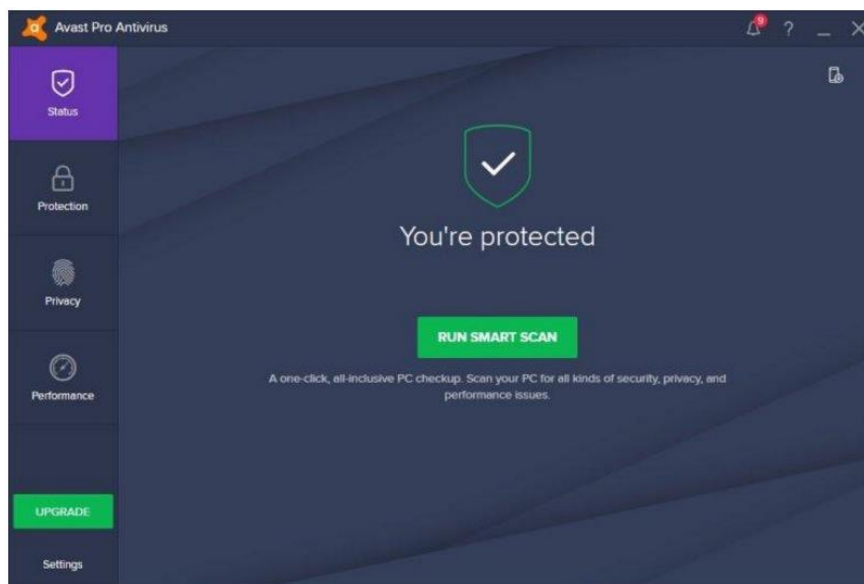 Avast Pro Antivirus
9
?
Status
Protection
Privacy
Performance
UPGRADE
Settings
You're protected
RUN SMART SCAN
A one-click, all-inclusive PC checkup. Scan your PC for all kinds of security, privacy, and
performance issues.